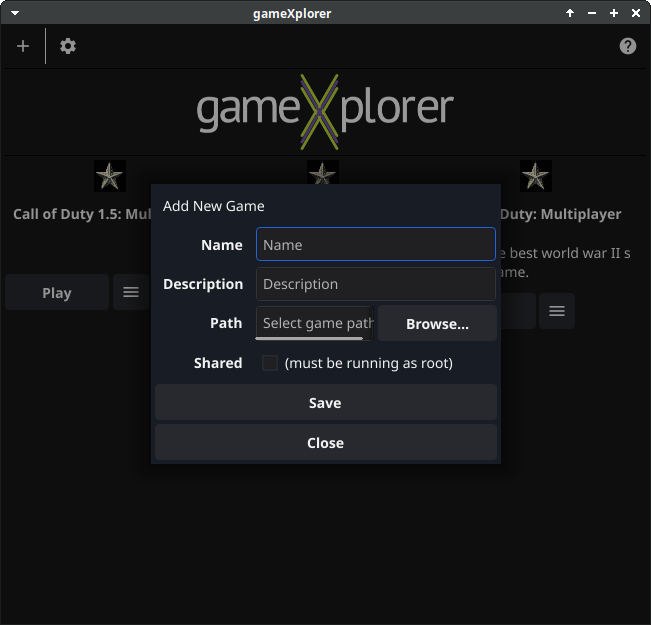 gameXplorer
gameXplorer
Call of Duty 1.5: Mul
Duty: Multiplayer
e best world war II s
ame.
Play
Add New Game
Name Name
Description Description
Path Select game path Browse...
Shared (must be running as root)
Save
Close